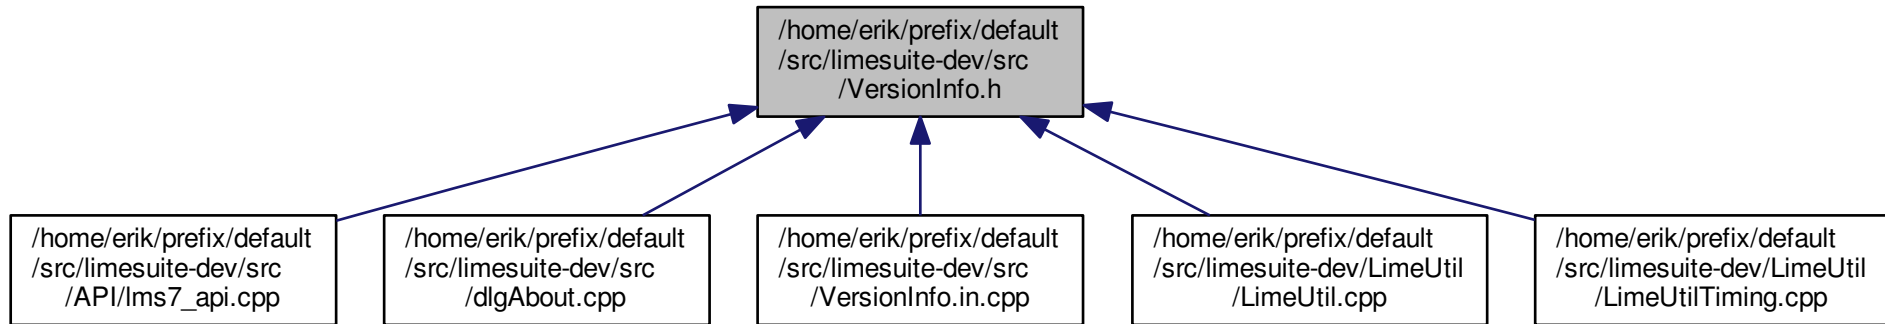 /home/erik/prefix/default
/src/limesuite-dev/src
/VersionInfo.h
/home/erik/prefix/default
/src/limesuite-dev/src
/API/lms7_api.cpp
/home/erik/prefix/default
/src/limesuite-dev/src
/dlgAbout.cpp
/home/erik/prefix/default
/src/limesuite-dev/src
/VersionInfo.in.cpp
/home/erik/prefix/default
/src/limesuite-dev/LimeUtil
/LimeUtil.cpp
/home/erik/prefix/default
/src/limesuite-dev/LimeUtil
/LimeUtilTiming.cpp